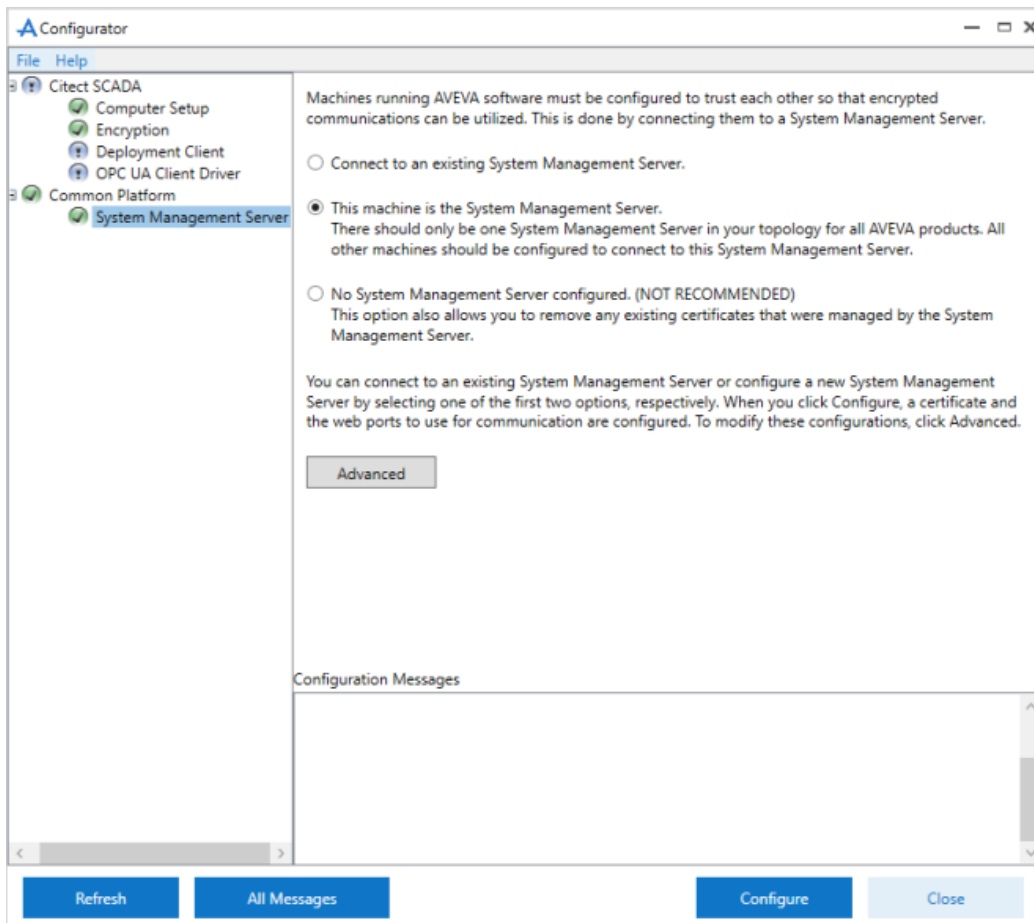 Configurator
File Help
Citect SCADA
Computer Setup
Encryption
Deployment Client
OPC UA Client Driver
Common Platform
System Management Server
Machines running AVEVA software must be configured to trust each other so that encrypted
communications can be utilized. This is done by connecting them to a System Management Server.
Connect to an existing System Management Server.
This machine is the System Management Server.
There should only be one System Management Server in your topology for all AVEVA products. All
other machines should be configured to connect to this System Management Server.
No System Management Server configured. (NOT RECOMMENDED)
This option also allows you to remove any existing certificates that were managed by the System
Management Server.
You can connect to an existing System Management Server or configure a new System Management
Server by selecting one of the first two options, respectively. When you click Configure, a certificate and
the web ports to use for communication are configured. To modify these configurations, click Advanced.
Advanced
Configuration Messages
Refresh
All Messages
Configure
Close